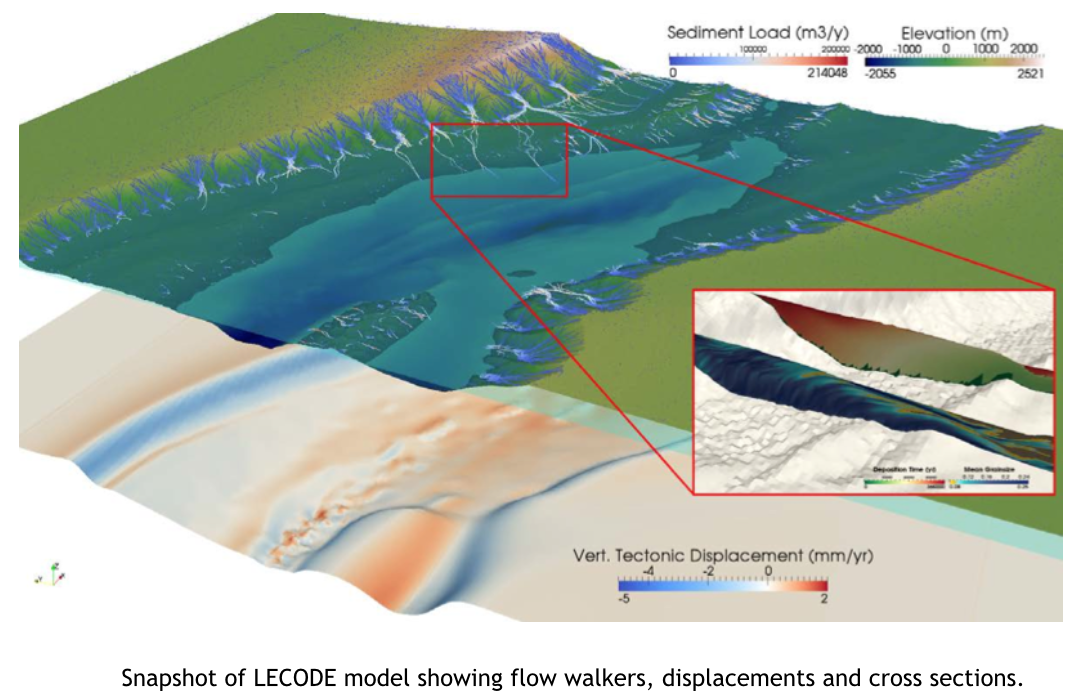 Sediment Load (m3/y)
100000 200000
0 214048
Elevation (m)
-2000 -1000 0 1000 2000
-2055 2521
Deposition Time (yr)
Mean Grainsize
0.12 0.16 0.2 0.24
Vert. Tectonic Displacement (mm/yr)
-4 -2 0
-5 2
Snapshot of LECODE model showing flow walkers, displacements and cross sections.